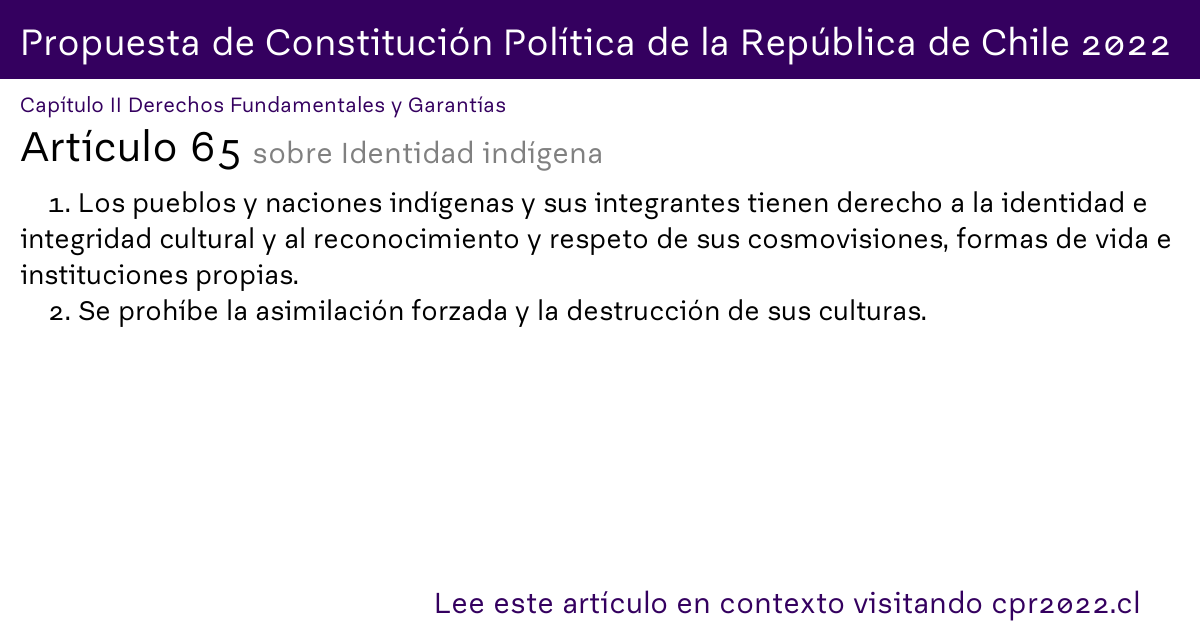 Propuesta de Constitución Política de la República de Chile 2022
Capítulo II Derechos Fundamentales y Garantías
Artículo 65 sobre Identidad indígena
1. Los pueblos y naciones indígenas y sus integrantes tienen derecho a la identidad e
integridad cultural y al reconocimiento y respeto de sus cosmovisiones, formas de vida e
instituciones propias.
2. Se prohíbe la asimilación forzada y la destrucción de sus culturas.
Lee este artículo en contexto visitando cpr2022.cl